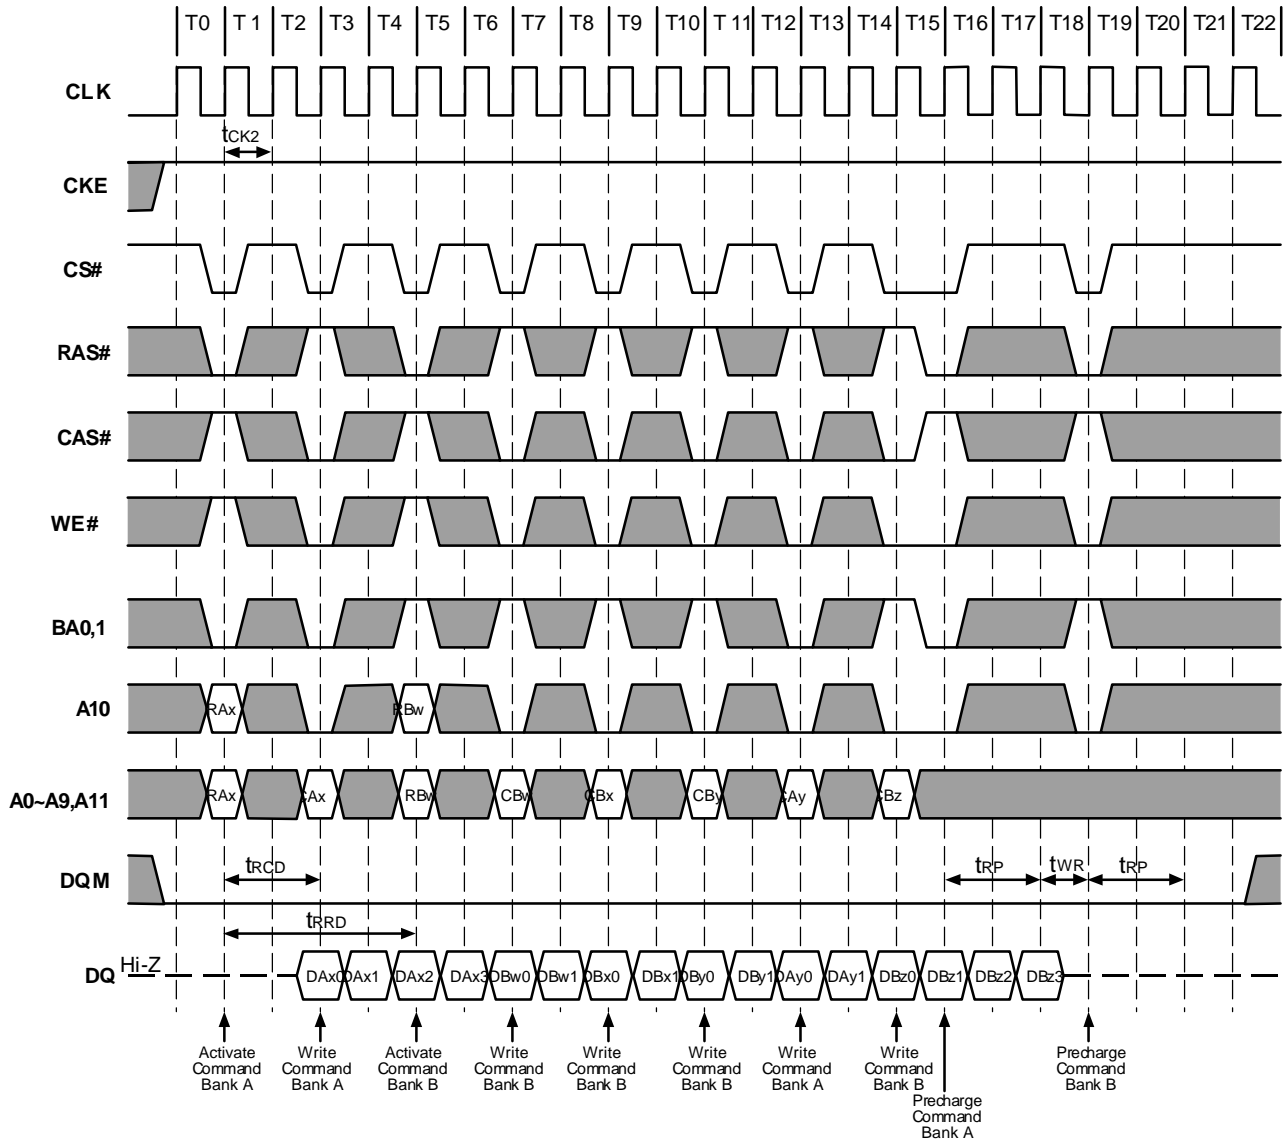 T0 T 1 T2 T3 T4 T5 T6 T7 T8 T9 T10 T 11 T12 T13 T14 T15 T16 T17 T18 T19 T20 T21 T22
CLK
tCK2
CKE
CS#
RAS#
CAS#
WE#
BA0,1
A10 RAx RBw
A0~A9,A11 RAx CAx RBw CBw CBx CBy CAy CBz
DQM tRCD tRP tWR tRP
tRRD
DQ Hi-Z DAx0 DAx1 DAx2 DAx3 DBw0 DBw1 DBx0 DBx1 DBy0 DBy1 DAy0 DAy1 DBz0 DBz1 DBz2 DBz3
Activate
Command
Bank A
Write
Command
Bank A
Activate
Command
Bank B
Write
Command
Bank B
Write
Command
Bank B
Write
Command
Bank B
Write
Command
Bank A
Write
Command
Bank B
Precharge
Command
Bank A
Precharge
Command
Bank B